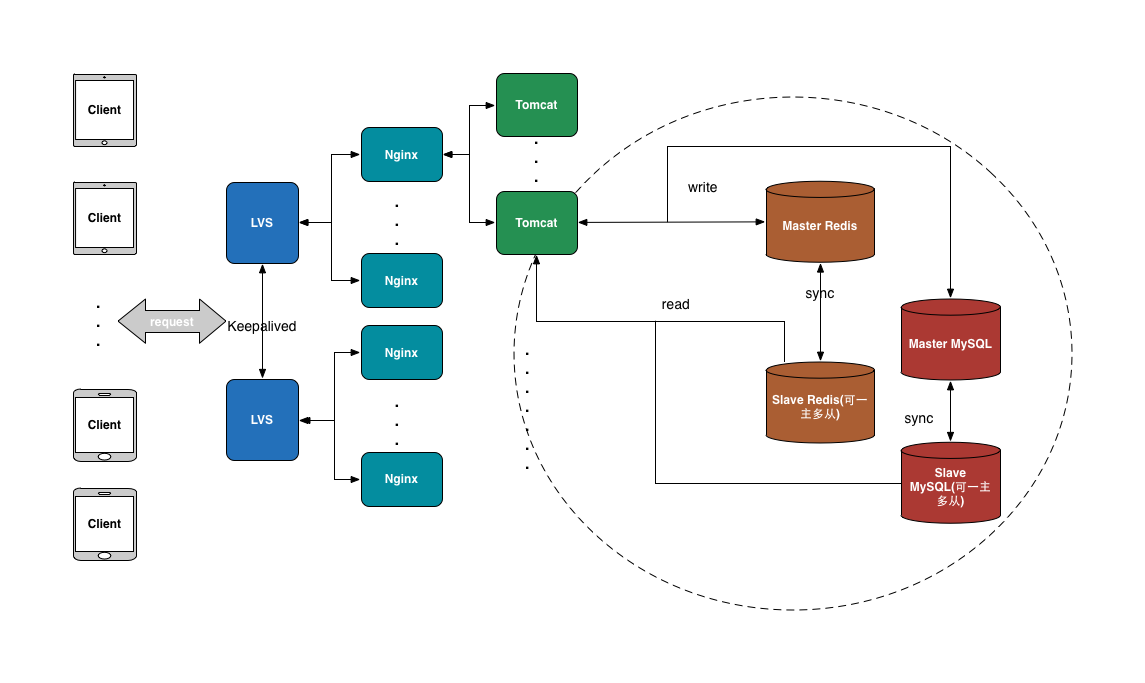 Client
Client
request
Client
Client
LVS
Keepalived
LVS
Nginx
Nginx
Nginx
Nginx
Tomcat
Tomcat
write
read
Master Redis
sync
Slave Redis(可一
主多从)
Master MySQL
sync
Slave
MySQL(可一主
多从)